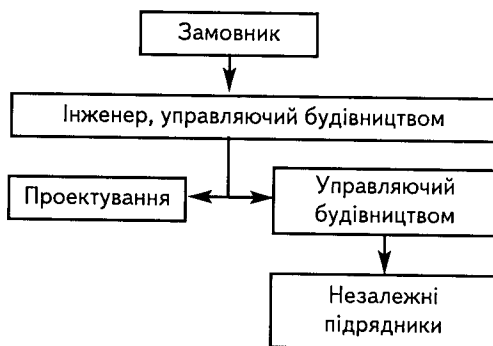 Замовник
Інженер, управляючий будівництвом
Проектування
Управляючий
будівництвом
Незалежні
підрядники